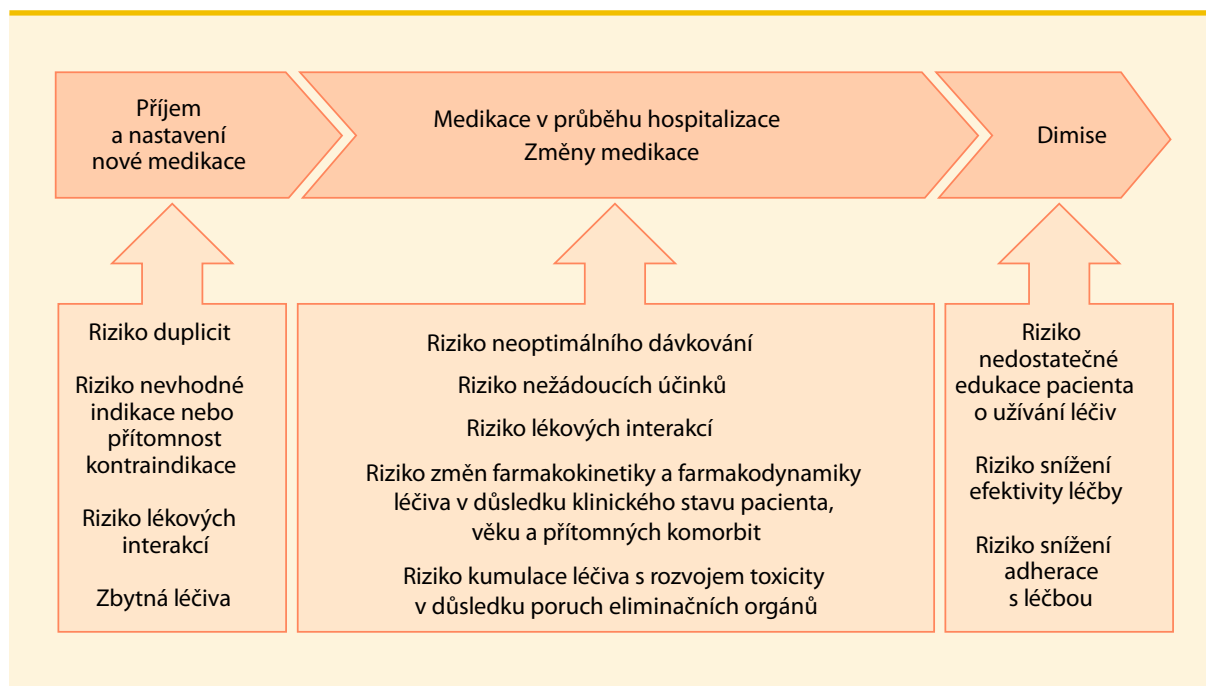 Příjem
a nastavení
nové medikace
Medikace v průběhu hospitalizace
Změny medikace
Dimise
Riziko duplicit
Riziko nevhodné
indikace nebo
přítomnost
kontraindikace
Riziko lékových
interakcí
Zbytná léčiva
Riziko neoptimálního dávkování
Riziko nežádoucích účinků
Riziko lékových interakcí
Riziko změn farmakokinetiky a farmakodynamiky
léčiva v důsledku klinického stavu pacienta,
věku a přítomných komorbit
Riziko kumulace léčiva s rozvojem toxicity
v důsledku poruch eliminačních orgánů
Riziko
nedostatečné
edukace pacienta
o užívání léčiv
Riziko snížení
efektivity léčby
Riziko snížení
adherace
s léčbou